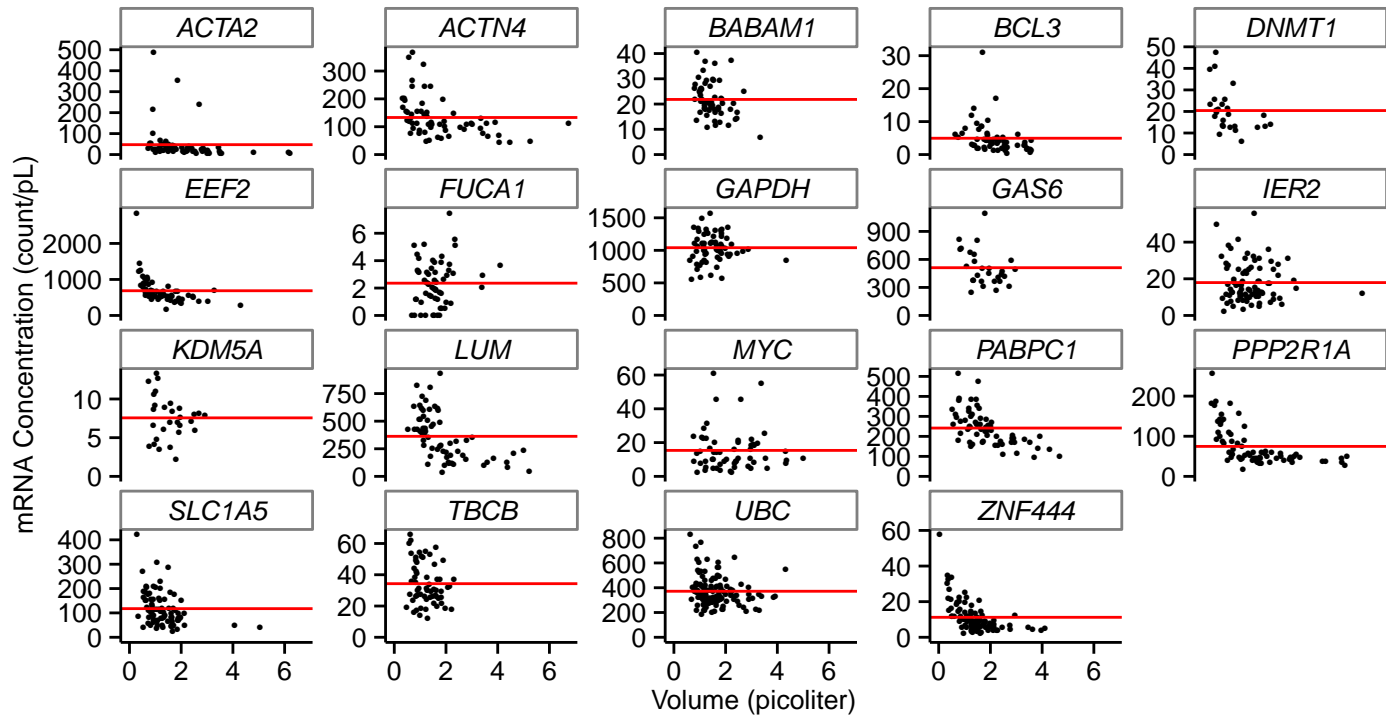 mRNA Concentration (count/pL)
ACTA2 ACTN4 BABAM1 BCL3 DNMT1
500 400 300 200 100 0
300 200 100 0
40 30 20 10 0
30 20 10 0
50 40 30 20 10 0
EEF2 FUCA1 GAPDH GAS6 IER2
2000 1000 0
6 4 2 0
1500 1000 500 0
900 600 300 0
40 20 0
KDM5A LUM MYC PABPC1 PPP2R1A
10 5 0
750 500 250 0
60 40 20 0
500 400 300 200 100 0
200 100 0
SLC1A5 TBCB UBC ZNF444
400 300 200 100 0
60 40 20 0
800 600 400 200 0
60 40 20 0
0 2 4 6 0 2 4 6 0 2 4 6 0 2 4 6
Volume (picoliter)